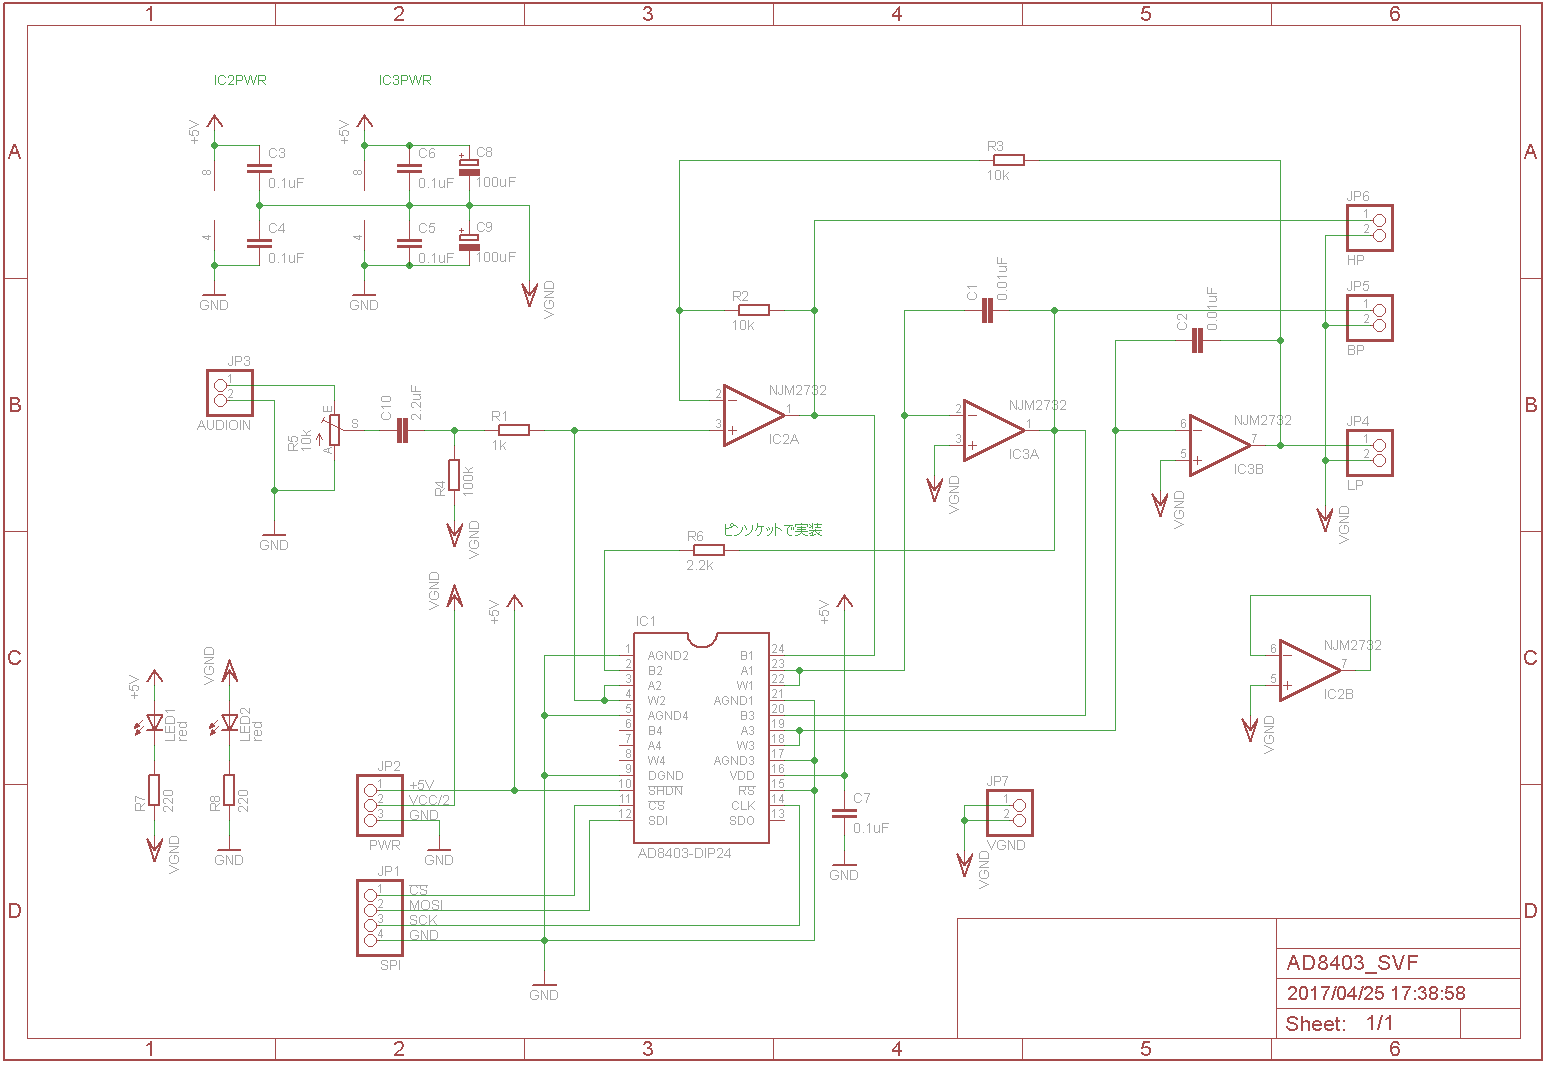 1 2 3 4 5 6
A A
B B
C C
D D
1 2 3 4 5 6
IC2PWR
IC3PWR
+5V
8
4
C3
0.1uF
C4
0.1uF
GND
+5V
8
4
C6
0.1uF
C5
0.1uF
C8
+
100uF
C9
+
100uF
GND
VGND
R3
10k
R2
10k
C1
0.01uF
C2
0.01uF
JP6
1
2
HP
JP5
1
2
BP
JP4
1
2
LP
VGND
JP3
1
2
AUDIOIN
GND
R5
10k
E
S
A
C10
2.2uF
R4
100k
VGND
R1
1k
NJM2732
2
3
1
IC2A
NJM2732
2
3
1
IC3A
VGND
NJM2732
6
5
7
IC3B
VGND
R6
2.2k
ピンソケットで実装
VGND
+5V
+5V
IC1
1 AGND2
2 B2
3 A2
4 W2
5 AGND4
6 B4
7 A4
8 W4
9 DGND
10 SHDN
11 CS
12 SDI
B1 24
A1 23
W1 22
AGND1 21
B3 20
A3 19
W3 18
AGND3 17
VDD 16
RS 15
CLK 14
SDO 13
AD8403-DIP24
C7
0.1uF
GND
NJM2732
6
5
7
IC2B
VGND
+5V
LED1
red
R7
220
VGND
VGND
LED2
red
R8
220
GND
JP2
1 +5V
2 VCC/2
3 GND
PWR
GND
JP1
1 CS
2 MOSI
3 SCK
4 GND
SPI
GND
JP7
1
2
VGND
VGND
AD8403_SVF
2017/04/25 17:38:58
Sheet: 1/1